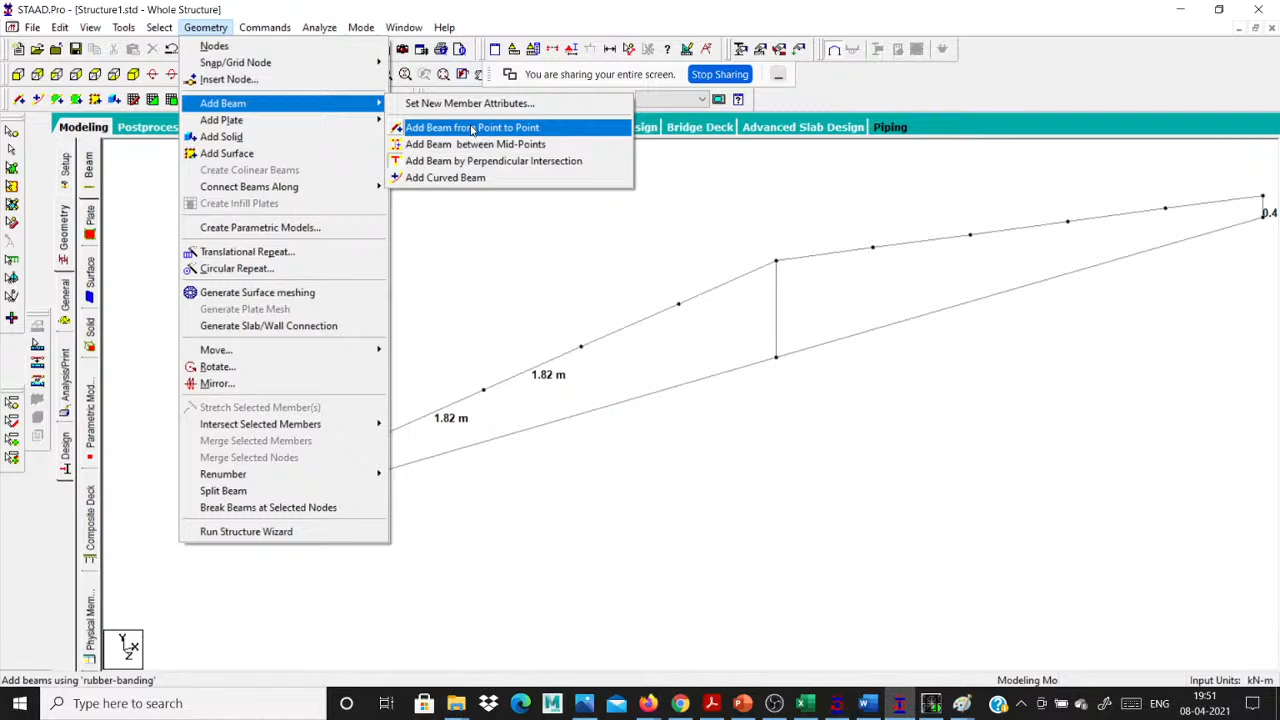 STAAD.Pro - [Structure1.std - Whole Structure]
File Edit View Tools Select Geometry Commands Analyze Mode Window Help
You are sharing your entire screen. Stop Sharing
Modeling Postproces sign Bridge Deck Advanced Slab Design Piping
Nodes
Snap/Grid Node
Insert Node...
Add Beam
Add Plate
Add Solid
Add Surface
Create Colinear Beams
Connect Beams Along
Create Infill Plates
Create Parametric Models...
Translational Repeat...
Circular Repeat...
Generate Surface meshing
Generate Plate Mesh
Generate Slab/Wall Connection
Move...
Rotate...
Mirror...
Stretch Selected Member(s)
Intersect Selected Members
Merge Selected Members
Merge Selected Nodes
Renumber
Split Beam
Break Beams at Selected Nodes
Run Structure Wizard
Set New Member Attributes...
Add Beam from Point to Point
Add Beam between Mid-Points
Add Beam by Perpendicular Intersection
Add Curved Beam
Setup
Geometry
General
Analysis/Print
Design
Beam
Plate
Surface
Solid
Parametric Mod...
Composite Deck
Physical Mem...
0.4
1.82 m
1.82 m
Y
X
Z
Add beams using 'rubber-banding'
Modeling Mo
Input Units: kN-m
Type here to search
19:51
08-04-2021